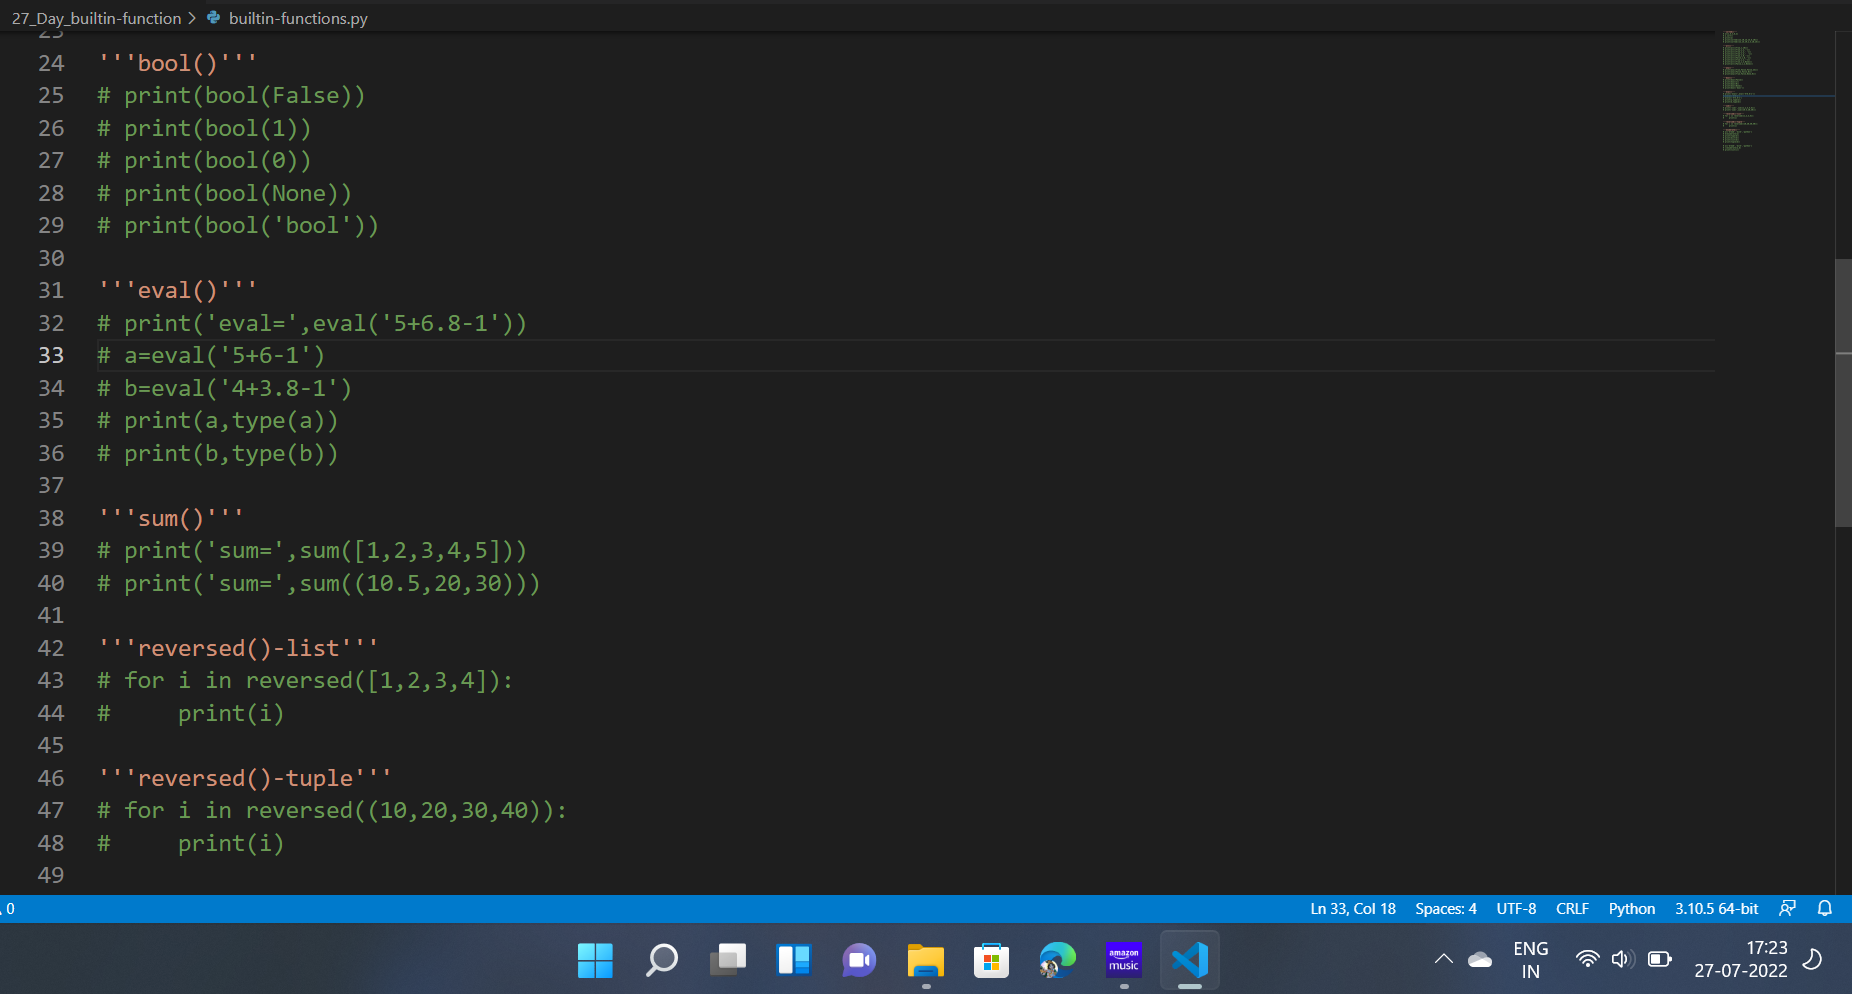 27_Day_builtin-function > builtin-functions.py
23
24 '''bool()'''
25 # print(bool(False))
26 # print(bool(1))
27 # print(bool(0))
28 # print(bool(None))
29 # print(bool('bool'))
30
31 '''eval()'''
32 # print('eval=',eval('5+6.8-1'))
33 # a=eval('5+6-1')
34 # b=eval('4+3.8-1')
35 # print(a,type(a))
36 # print(b,type(b))
37
38 '''sum()'''
39 # print('sum=',sum([1,2,3,4,5]))
40 # print('sum=',sum((10.5,20,30)))
41
42 '''reversed()-list'''
43 # for i in reversed([1,2,3,4]):
44 #     print(i)
45
46 '''reversed()-tuple'''
47 # for i in reversed((10,20,30,40)):
48 #     print(i)
49
0 Ln 33, Col 18 Spaces: 4 UTF-8 CRLF Python 3.10.5 64-bit
amazon
music
ENG
IN
17:23
27-07-2022